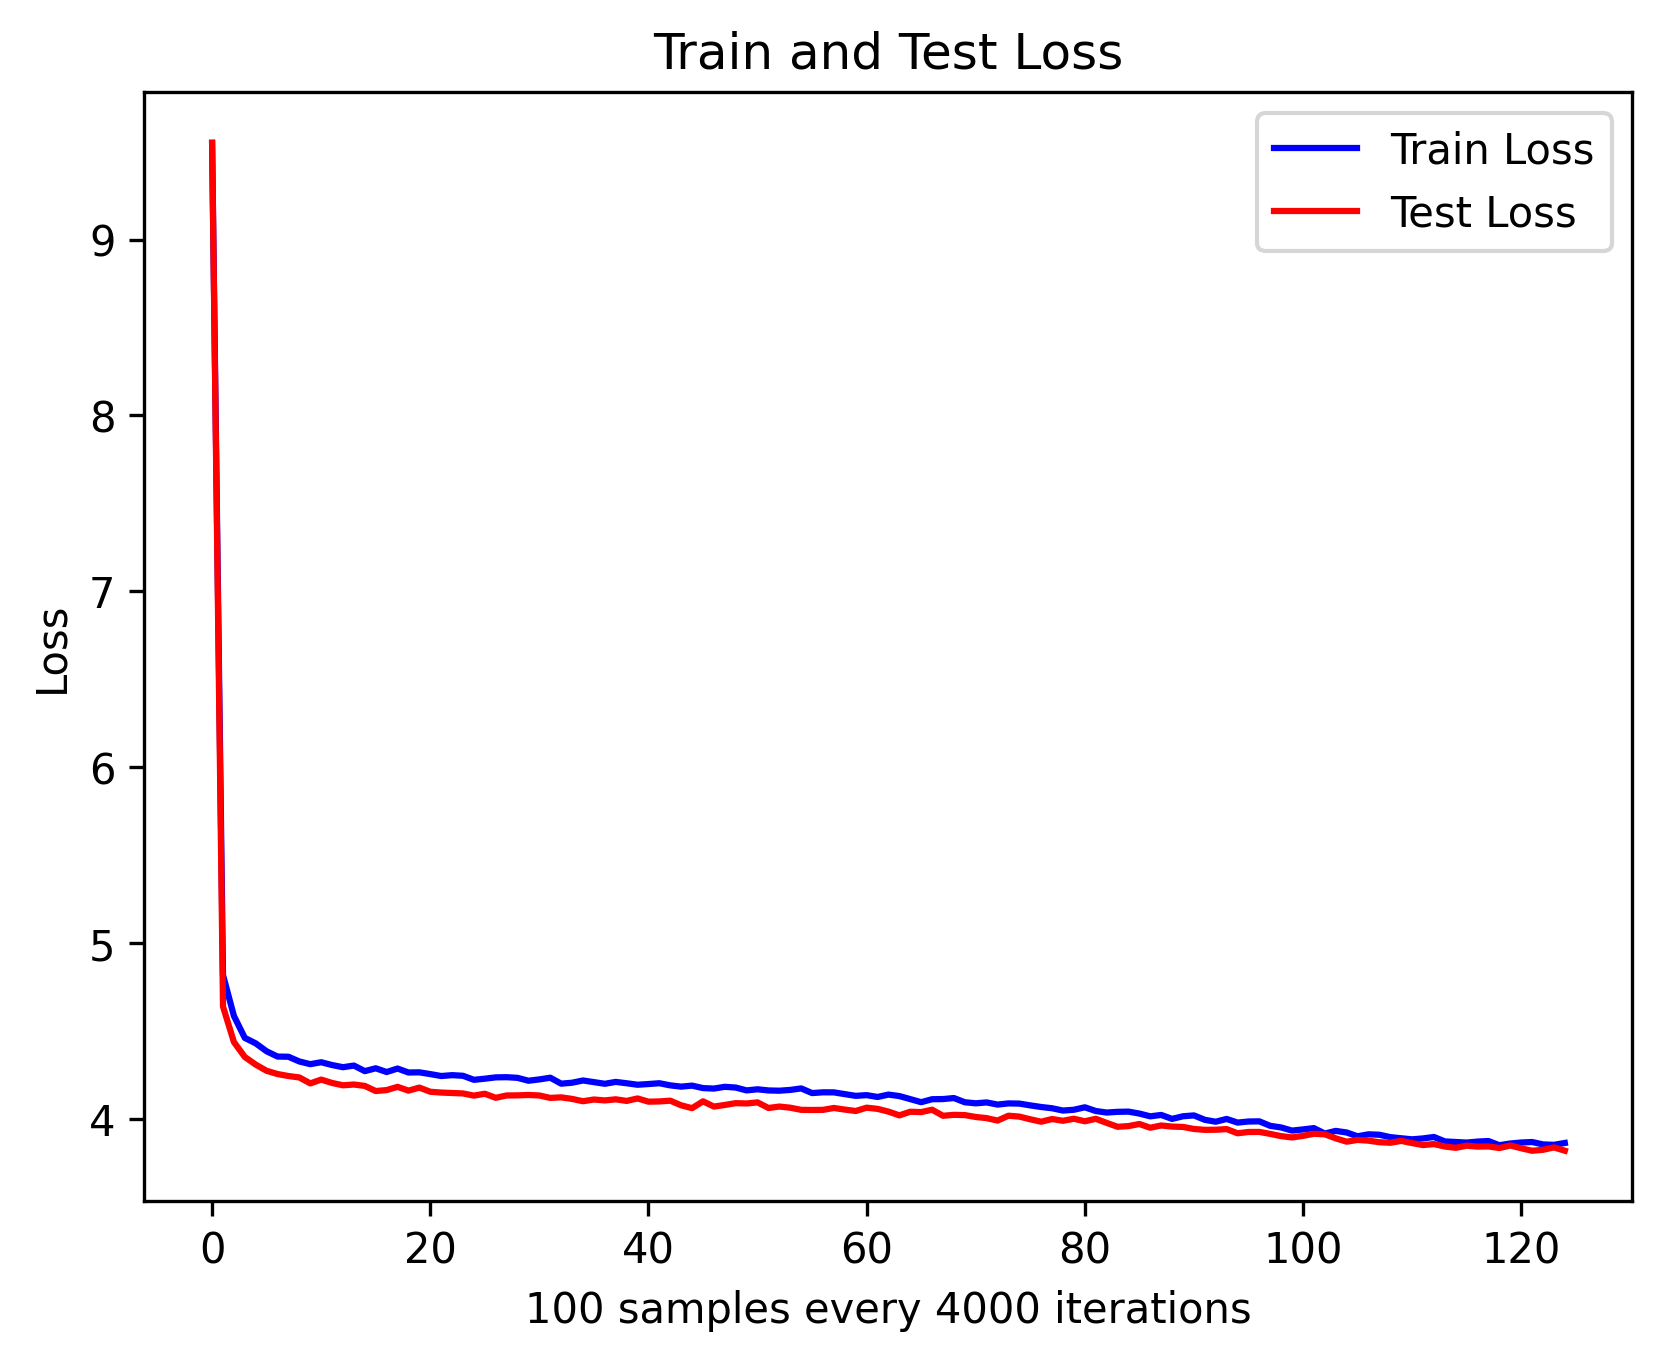 Train and Test Loss
Train Loss
Test Loss
9
8
7
6
5
4
Loss
0 20 40 60 80 100 120
100 samples every 4000 iterations